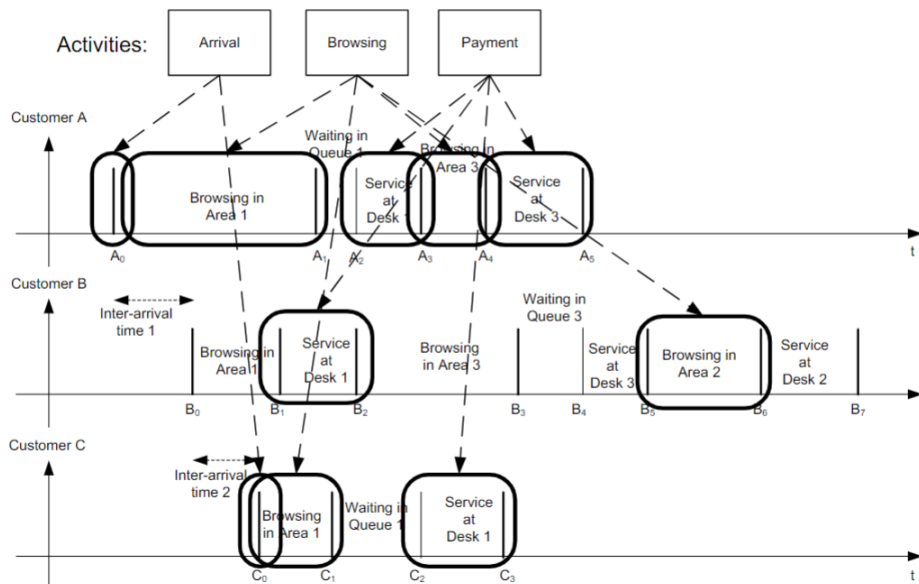 Activities:
Arrival
Browsing
Payment
Customer A
Waiting in
Queue 1
Browsing in
Area 3
Browsing in
Area 1
Service
at
Desk 1
Service
at
Desk 3
A0
A1
A2
A3
A4
A5
t
Customer B
Inter-arrival
time 1
Waiting in
Queue 3
Browsing in
Area 1
Service
at
Desk 1
Browsing
in Area 3
Service
at
Desk 3
Browsing in
Area 2
Service
at
Desk 2
B0
B1
B2
B3
B4
B5
B6
B7
t
Customer C
Inter-arrival
time 2
Browsing
in Area 1
Waiting in
Queue 1
Service
at
Desk 1
C0
C1
C2
C3
t